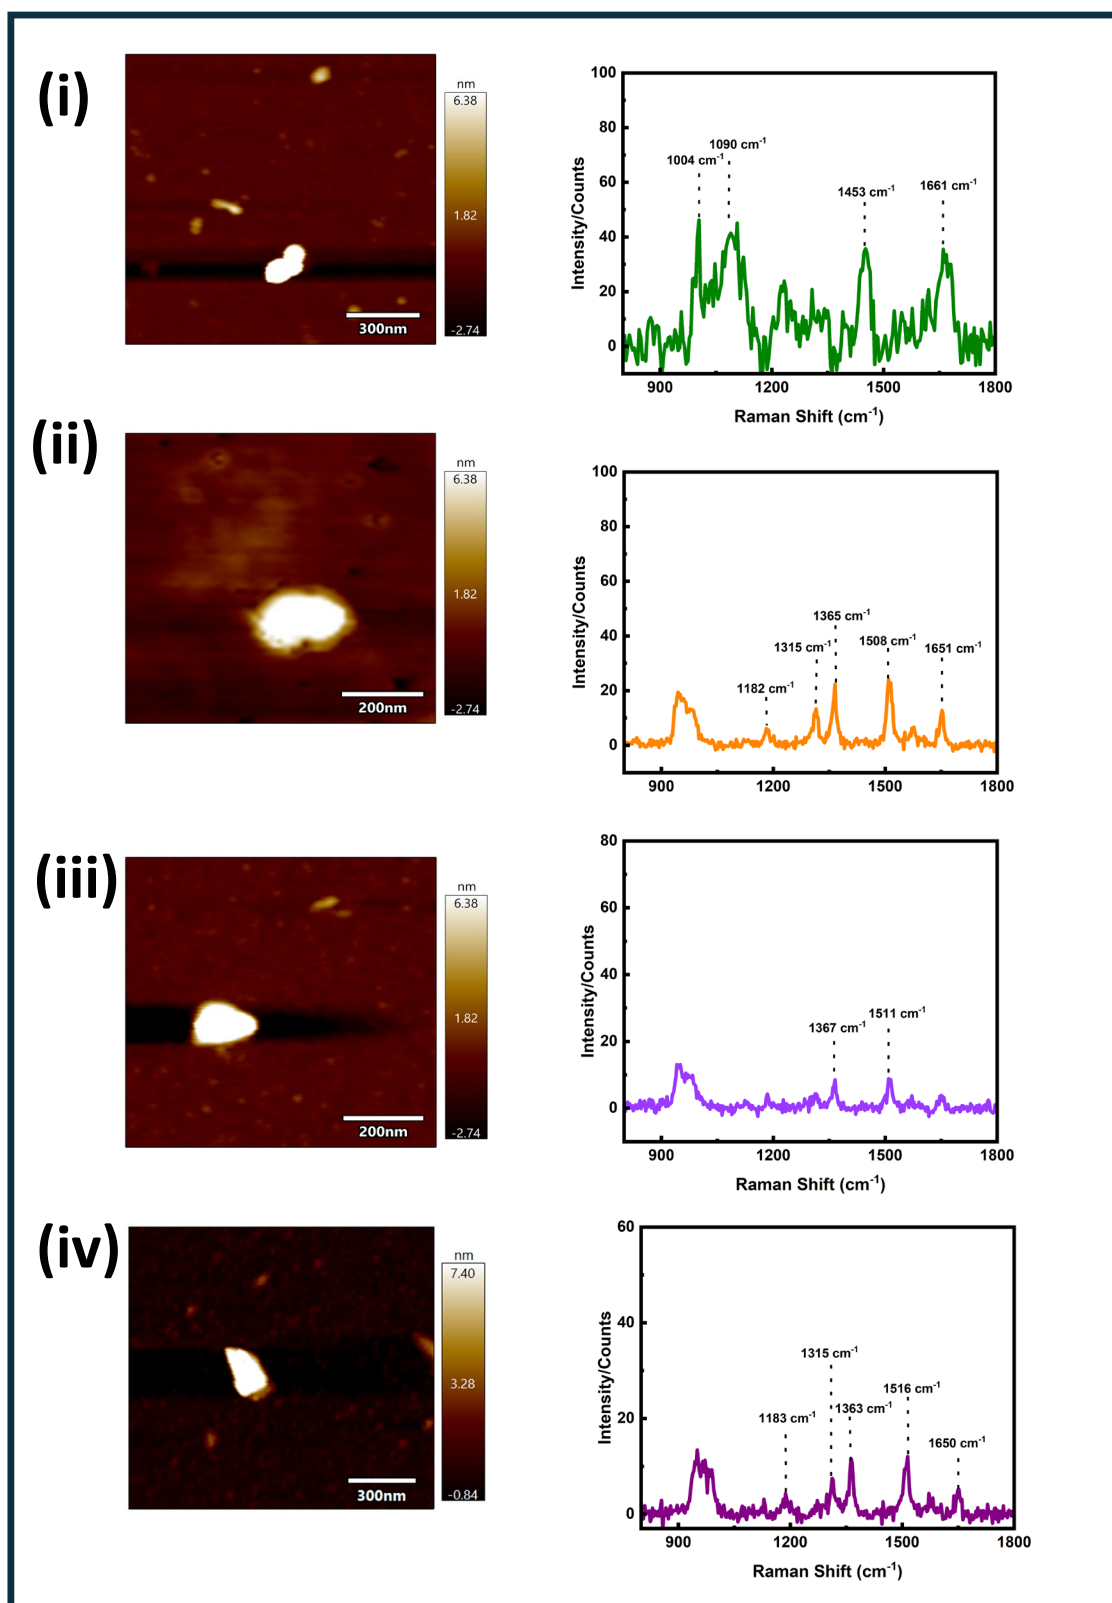 (i)
nm
6.38
1.82
-2.74
300nm
100
80
60
40
20
0
1004 cm-1
1090 cm-1
1453 cm-1
1661 cm-1
Intensity/Counts
900
1200
1500
1800
Raman Shift (cm-1)
(ii)
nm
6.38
1.82
-2.74
200nm
100
80
60
40
20
0
1182 cm-1
1315 cm-1
1365 cm-1
1508 cm-1
1651 cm-1
Intensity/Counts
900
1200
1500
1800
Raman Shift (cm-1)
(iii)
nm
6.38
1.82
-2.74
200nm
80
60
40
20
0
1367 cm-1
1511 cm-1
Intensity/Counts
900
1200
1500
1800
Raman Shift (cm-1)
(iv)
nm
7.40
3.28
-0.84
300nm
60
40
20
0
1183 cm-1
1315 cm-1
1363 cm-1
1516 cm-1
1650 cm-1
Intensity/Counts
900
1200
1500
1800
Raman Shift (cm-1)